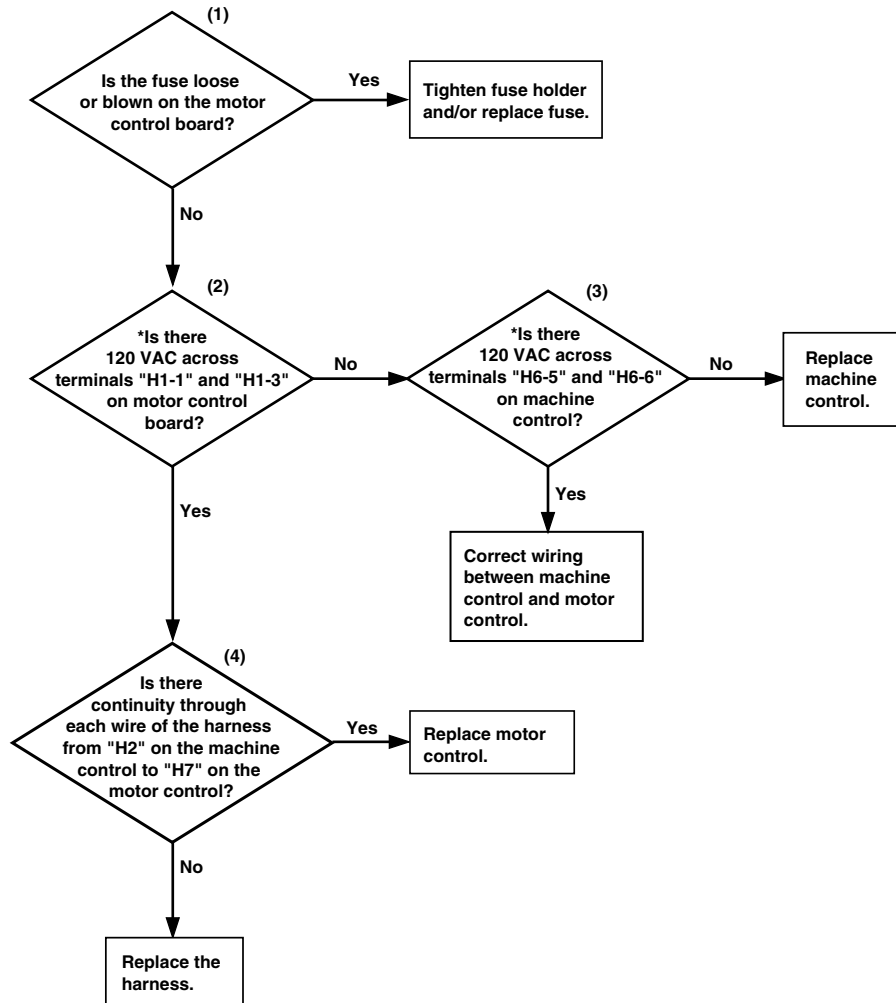 (1)
Is the fuse loose
or blown on the motor
control board?
Yes
Tighten fuse holder
and/or replace fuse.
No
(2)
*Is there
120 VAC across
terminals "H1-1" and "H1-3"
on motor control
board?
No
(3)
*Is there
120 VAC across
terminals "H6-5" and "H6-6"
on machine
control?
No
Replace
machine
control.
Yes
Yes
Correct wiring
between machine
control and motor
control.
(4)
Is there
continuity through
each wire of the harness
from "H2" on the machine
control to "H7" on the
motor control?
Yes
Replace motor
control.
No
Replace the
harness.